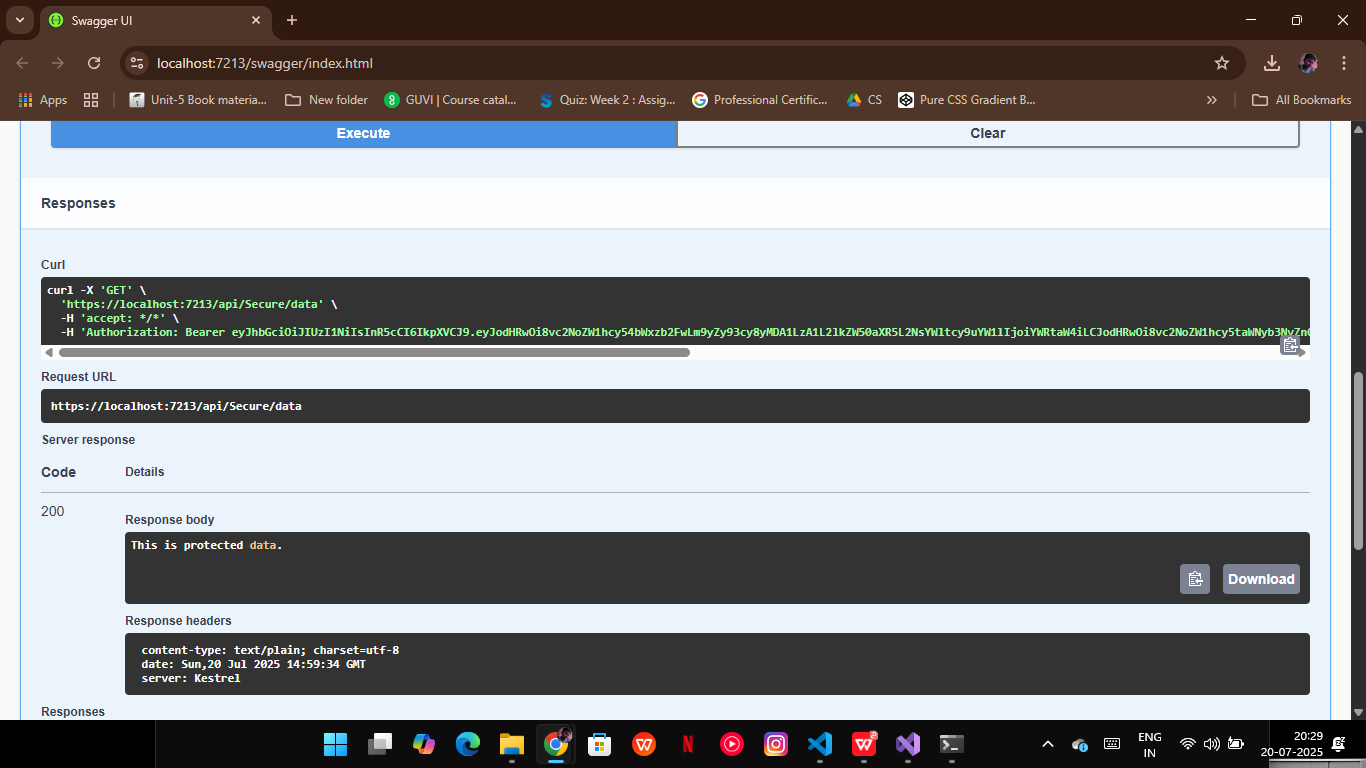 Swagger UI
localhost:7213/swagger/index.html
Apps
Unit-5 Book materia...
New folder
GUVI | Course catal...
Quiz: Week 2 : Assig...
Professional Certific...
CS
Pure CSS Gradient B...
All Bookmarks
Execute
Clear
Responses
Curl
curl -X 'GET' \
'https://localhost:7213/api/Secure/data' \
-H 'accept: */*' \
-H 'Authorization: Bearer
Request URL
https://localhost:7213/api/Secure/data
Server response
Code Details
200
Response body
This is protected data.
Download
Response headers
content-type: text/plain; charset=utf-8
date: Sun,20 Jul 2025 14:59:34 GMT
server: Kestrel
Responses
ENG
IN
20:29
20-07-2025